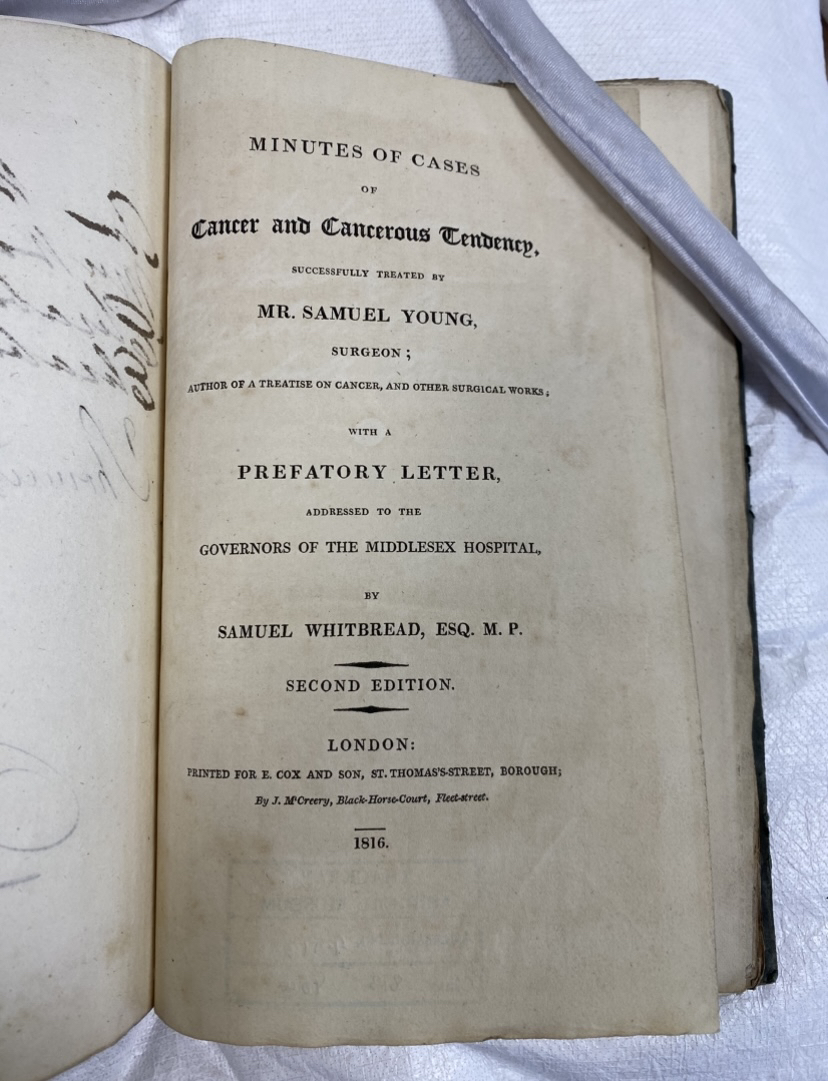 MINUTES OF CASES
OF
Cancer and Cancerous Tendency,
SUCCESSFULLY TREATED BY
MR. SAMUEL YOUNG,
SURGEON;
AUTHOR OF A TREATISE ON CANCER, AND OTHER SURGICAL WORKS;
WITH A
PREFATORY LETTER,
ADDRESSED TO THE
GOVERNORS OF THE MIDDLESEX HOSPITAL,
BY
SAMUEL WHITBREAD, ESQ. M. P.
SECOND EDITION.
LONDON:
PRINTED FOR E. COX AND SON, ST. THOMAS'S-STREET, BOROUGH;
By J. M'Creery, Black-Horse-Court, Fleet-street.
1816.